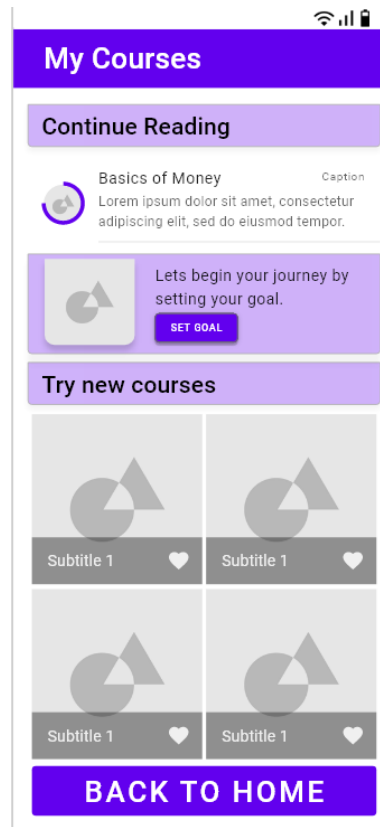 My Courses
Continue Reading
Basics of Money
Caption
Lorem ipsum dolor sit amet, consectetur
adipiscing elit, sed do eiusmod tempor.
Lets begin your journey by
setting your goal.
SET GOAL
Try new courses
Subtitle 1
Subtitle 1
Subtitle 1
Subtitle 1
BACK TO HOME